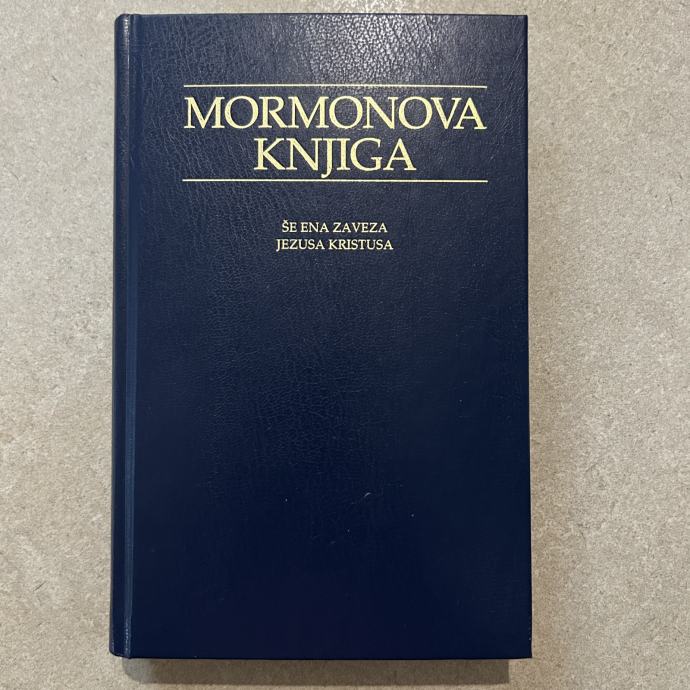 MORMONOVA
KNJIGA
ŠE ENA ZAVEZA
JEZUSA KRISTUSA